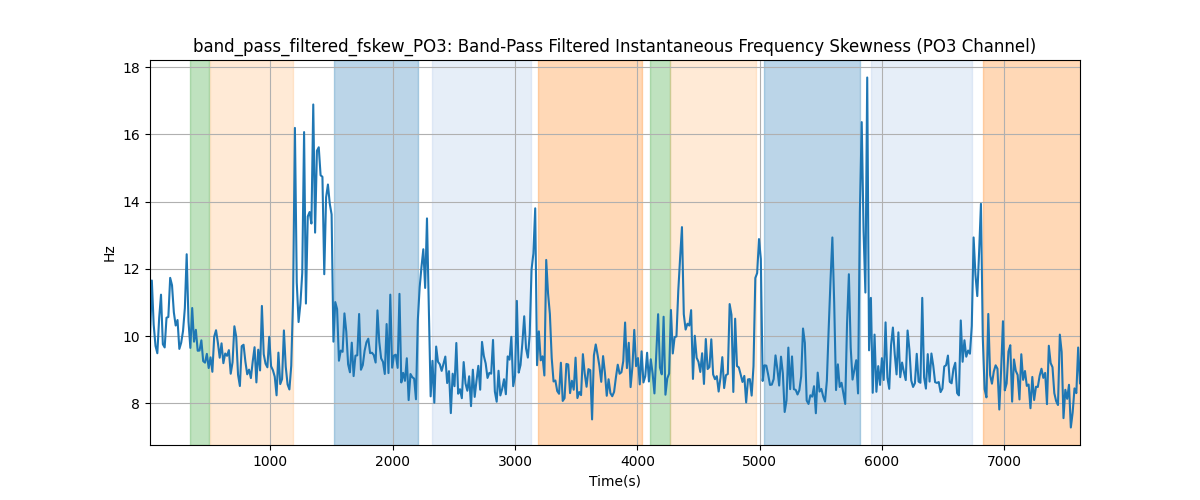 band_pass_filtered_fskew_PO3: Band-Pass Filtered Instantaneous Frequency Skewness (PO3 Channel)
18
16
14
12
10
8
Hz
1000 2000 3000 4000 5000 6000 7000
Time(s)